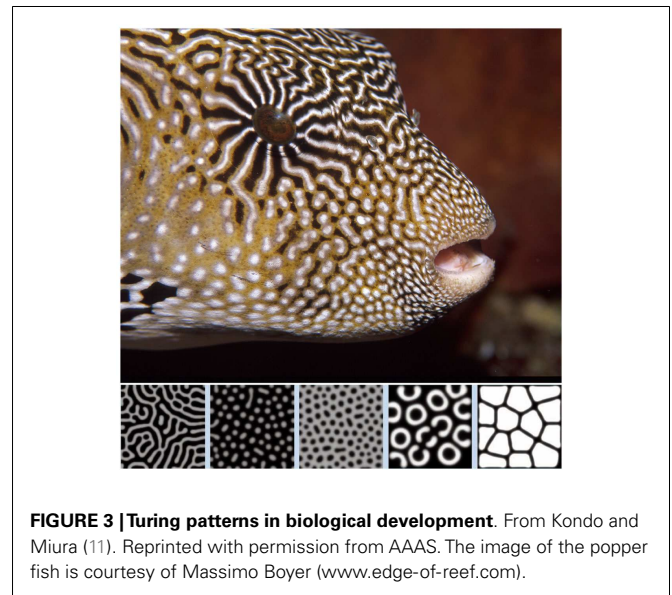 FIGURE 3 | Turing patterns in biological development. From Kondo and
Miura (11). Reprinted with permission from AAAS. The image of the popper
fish is courtesy of Massimo Boyer (www.edge-of-reef.com).